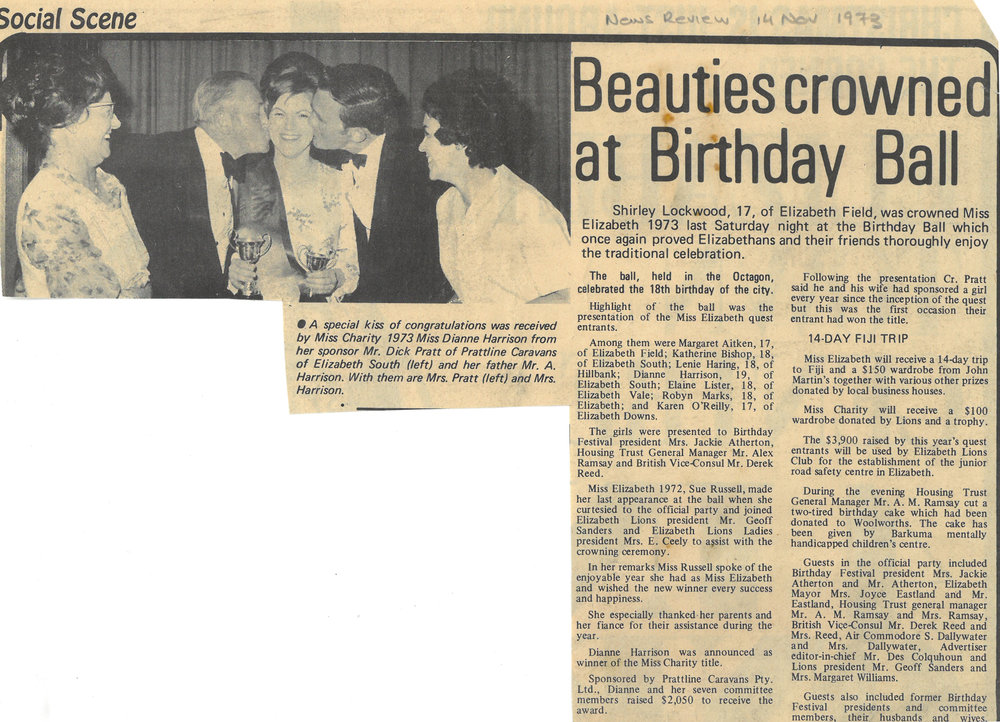 Social Scene
News Review 14 Nov 1973
Beauties crowned
at Birthday Ball
Shirley Lockwood, 17, of Elizabeth Field, was crowned Miss
Elizabeth 1973 last Saturday night at the Birthday Ball which
once again proved Elizabethans and their friends thoroughly enjoy
the traditional celebration.
● A special kiss of congratulations was received
by Miss Charity 1973 Miss Dianne Harrison from
her sponsor Mr. Dick Pratt of Prattline Caravans
of Elizabeth South (left) and her father Mr. A.
Harrison. With them are Mrs. Pratt (left) and Mrs.
Harrison.
The ball, held in the Octagon,
celebrated the 18th birthday of the city.
Highlight of the ball was the
presentation of the Miss Elizabeth quest
entrants.
Among them were Margaret Aitken, 17,
of Elizabeth Field; Katherine Bishop, 18,
of Elizabeth South; Lenie Haring, 18, of
Hillbank; Dianne Harrison, 19, of
Elizabeth South; Elaine Lister, 18, of
Elizabeth Vale; Robyn Marks, 18, of
Elizabeth; and Karen O'Reilly, 17, of
Elizabeth Downs.
The girls were presented to Birthday
Festival president Mrs. Jackie Atherton,
Housing Trust General Manager Mr. Alex
Ramsay and British Vice-Consul Mr. Derek
Reed.
Miss Elizabeth 1972, Sue Russell, made
her last appearance at the ball when she
curtesied to the official party and joined
Elizabeth Lions president Mr. Geoff
Sanders and Elizabeth Lions Ladies
president Mrs. E. Ceely to assist with the
crowning ceremony.
In her remarks Miss Russell spoke of the
enjoyable year she had as Miss Elizabeth
and wished the new winner every success
and happiness.
She especially thanked her parents and
her fiance for their assistance during the
year.
Dianne Harrison was announced as
winner of the Miss Charity title.
Sponsored by Prattline Caravans Pty.
Ltd., Dianne and her seven committee
members raised $2,050 to receive the
award.
Following the presentation Cr. Pratt
said he and his wife had sponsored a girl
every year since the inception of the quest
but this was the first occasion their
entrant had won the title.
14-DAY FIJI TRIP
Miss Elizabeth will receive a 14-day trip
to Fiji and a $150 wardrobe from John
Martin's together with various other prizes
donated by local business houses.
Miss Charity will receive a $100
wardrobe donated by Lions and a trophy.
The $3,900 raised by this year's quest
entrants will be used by Elizabeth Lions
Club for the establishment of the junior
road safety centre in Elizabeth.
During the evening Housing Trust
General Manager Mr. A. M. Ramsay cut a
two-tired birthday cake which had been
donated to Woolworths. The cake has
been given by Barkuma mentally
handicapped children's centre.
Guests in the official party included
Birthday Festival president Mrs. Jackie
Atherton and Mr. Atherton, Elizabeth
Mayor Mrs. Joyce Eastland and Mr.
Eastland, Housing Trust general manager
Mr. A. M. Ramsay and Mrs. Ramsay,
British Vice-Consul Mr. Derek Reed and
Mrs. Reed, Air Commodore S. Dallywater
and Mrs. Dallywater, Advertiser
editor-in-chief Mr. Des Colquhoun and
Lions president Mr. Geoff Sanders and
Mrs. Margaret Williams.
Guests also included former Birthday
Festival presidents and committee
members, their husbands and wives.